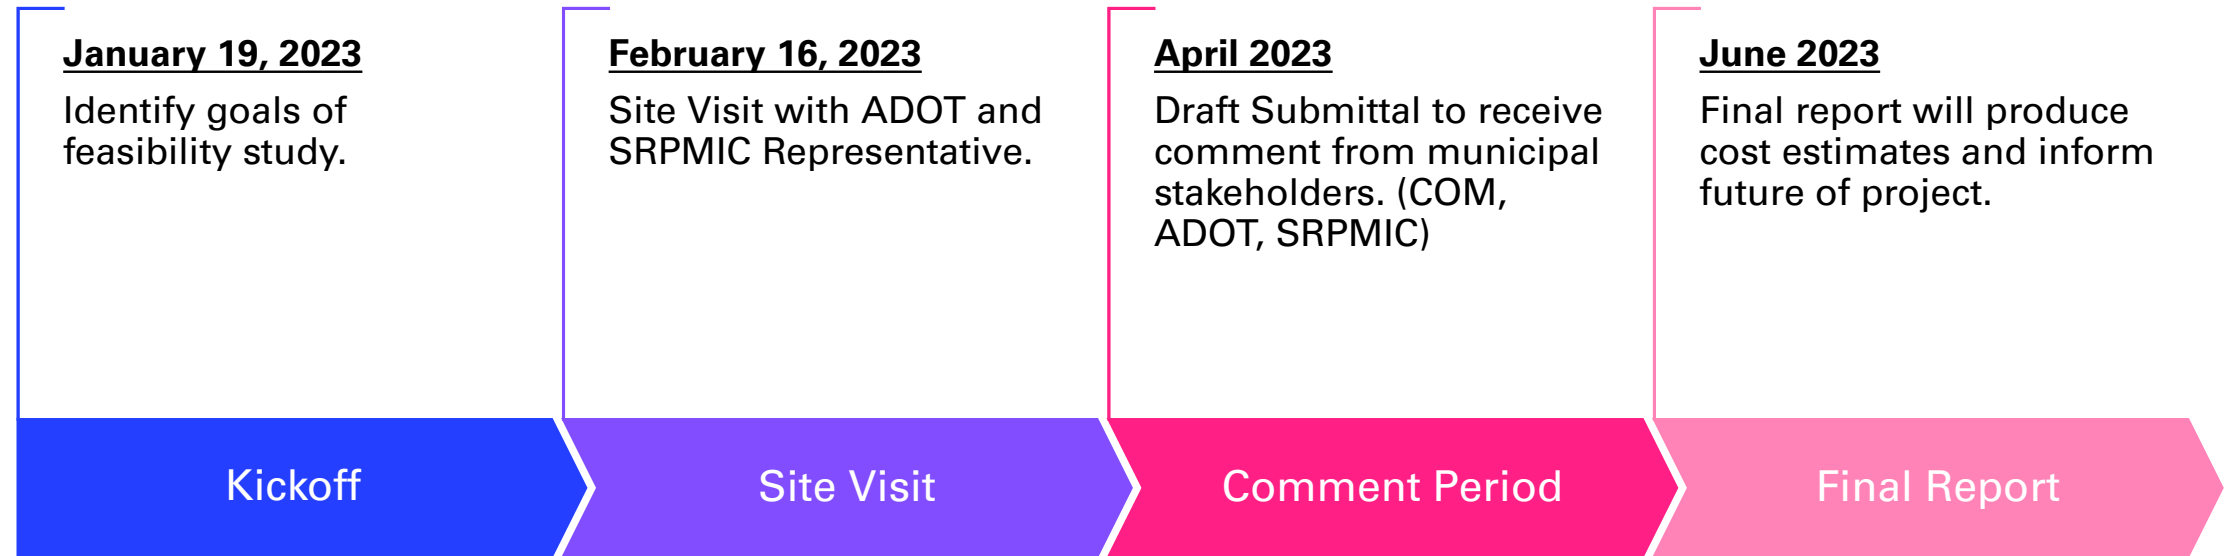 January 19, 2023
Identify goals of
feasibility study.
Kickoff
February 16, 2023
Site Visit with ADOT and
SRPMIC Representative.
Site Visit
April 2023
Draft Submittal to receive
comment from municipal
stakeholders. (COM,
ADOT, SRPMIC)
Comment Period
June 2023
Final report will produce
cost estimates and inform
future of project.
Final Report